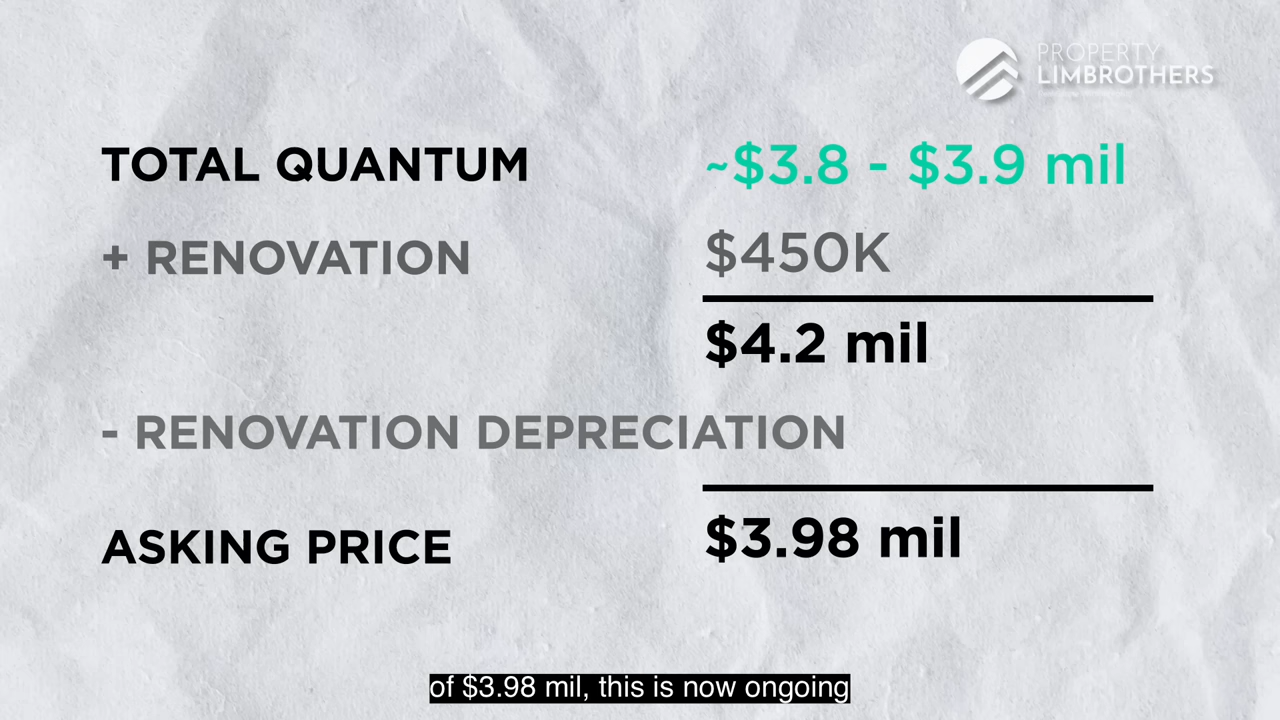 PROPERTY
LIMBROTHERS
TOTAL QUANTUM ~$3.8 - $3.9 mil
+ RENOVATION $450K
$4.2 mil
- RENOVATION DEPRECIATION
ASKING PRICE $3.98 mil
of $3.98 mil, this is now ongoing